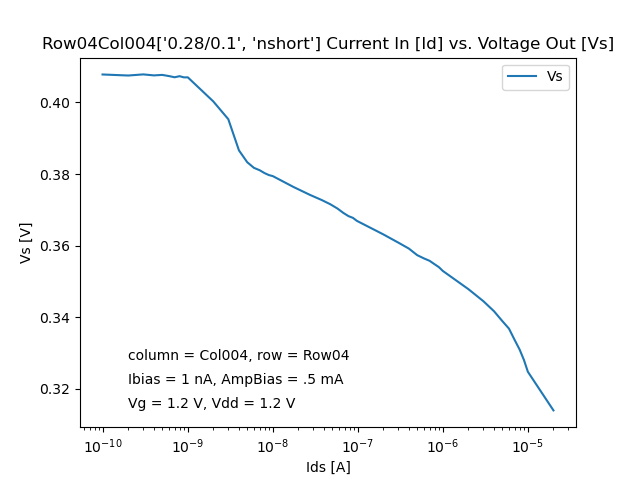 Row04Col004['0.28/0.1', 'nshort'] Current In [Id] vs. Voltage Out [Vs]
Vs
0.40
0.38
0.36
0.34
0.32
Vs [V]
column = Col004, row = Row04
Ibias = 1 nA, AmpBias = .5 mA
Vg = 1.2 V, Vdd = 1.2 V
10⁻¹⁰ 10⁻⁹ 10⁻⁸ 10⁻⁷ 10⁻⁶ 10⁻⁵
Ids [A]